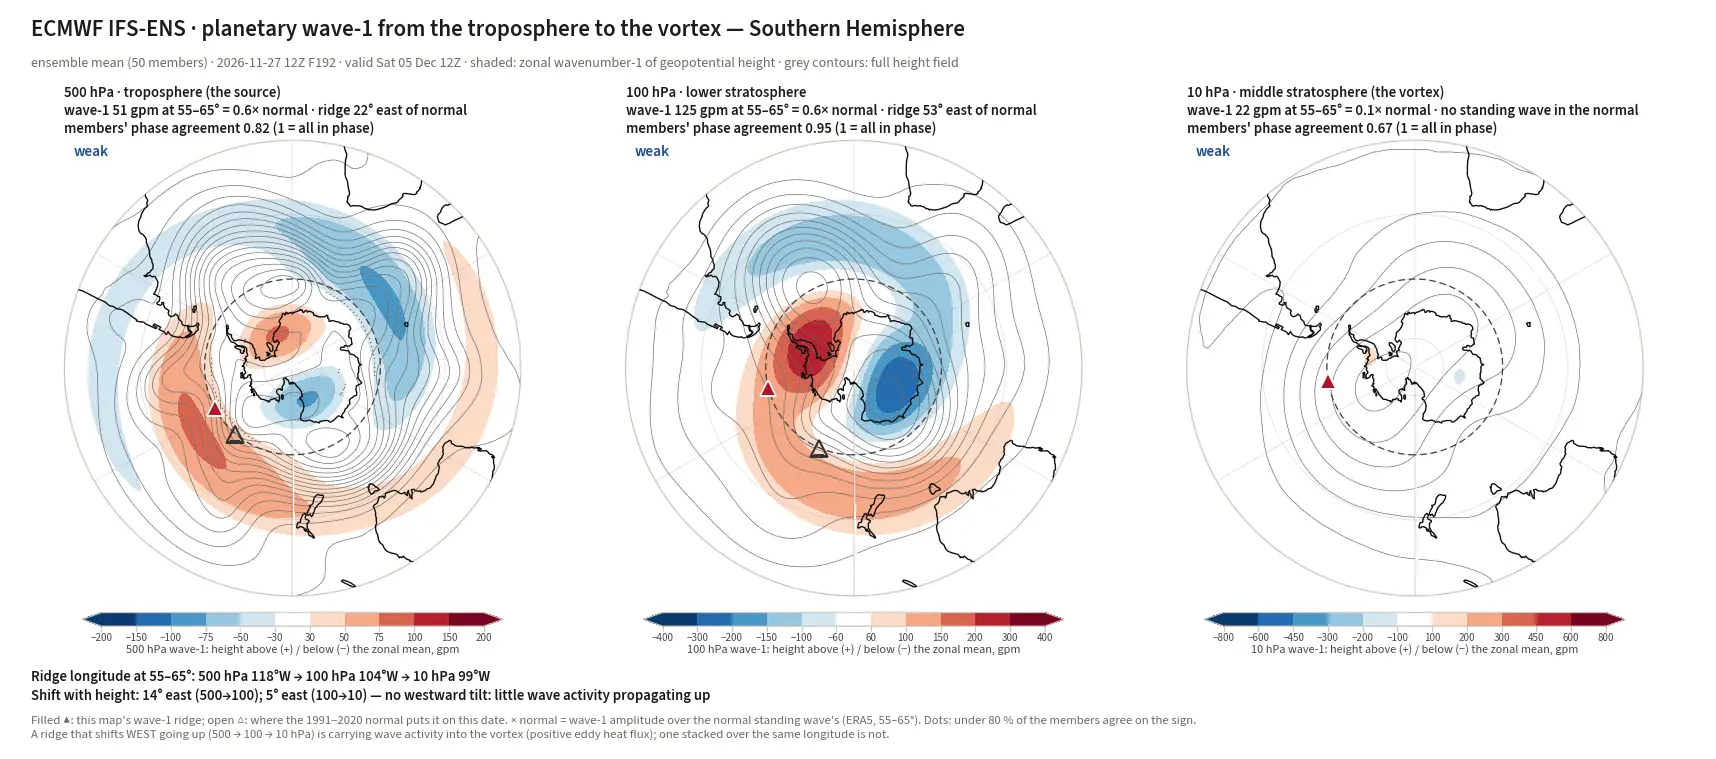 ECMWF IFS-ENS · planetary wave-1 from the troposphere to the vortex — Southern Hemisphere
ensemble mean (50 members) · 2026-11-27 12Z F192 · valid Sat 05 Dec 12Z · shaded: zonal wavenumber-1 of geopotential height · grey contours: full height field
500 hPa · troposphere (the source)
wave-1 51 gpm at 55–65° = 0.6× normal · ridge 22° east of normal
members' phase agreement 0.82 (1 = all in phase)
weak
100 hPa · lower stratosphere
wave-1 125 gpm at 55–65° = 0.6× normal · ridge 53° east of normal
members' phase agreement 0.95 (1 = all in phase)
weak
10 hPa · middle stratosphere (the vortex)
wave-1 22 gpm at 55–65° = 0.1× normal · no standing wave in the normal
members' phase agreement 0.67 (1 = all in phase)
weak
−200 −150 −100 −75 −50 −30 30 50 75 100 150 200
500 hPa wave-1: height above (+) / below (−) the zonal mean, gpm
−400 −300 −200 −150 −100 −60 60 100 150 200 300 400
100 hPa wave-1: height above (+) / below (−) the zonal mean, gpm
−800 −600 −450 −300 −200 −100 100 200 300 450 600 800
10 hPa wave-1: height above (+) / below (−) the zonal mean, gpm
Ridge longitude at 55–65°: 500 hPa 118°W → 100 hPa 104°W → 10 hPa 99°W
Shift with height: 14° east (500→100); 5° east (100→10) — no westward tilt: little wave activity propagating up
Filled ▲: this map's wave-1 ridge; open △: where the 1991–2020 normal puts it on this date. × normal = wave-1 amplitude over the normal standing wave's (ERA5, 55–65°). Dots: under 80 % of the members agree on the sign.
A ridge that shifts WEST going up (500 → 100 → 10 hPa) is carrying wave activity into the vortex (positive eddy heat flux); one stacked over the same longitude is not.